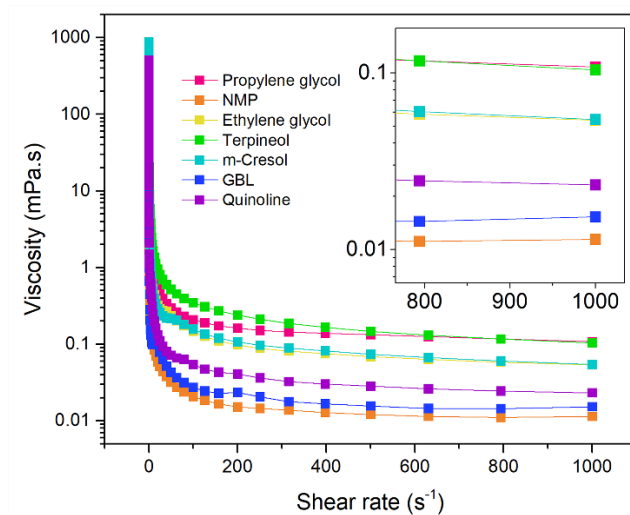 1000
100
10
1
0.1
0.01
Viscosity (mPa.s)
Propylene glycol
NMP
Ethylene glycol
Terpineol
m-Cresol
GBL
Quinoline
0.1
0.01
800 900 1000
0 200 400 600 800 1000
Shear rate (s⁻¹)